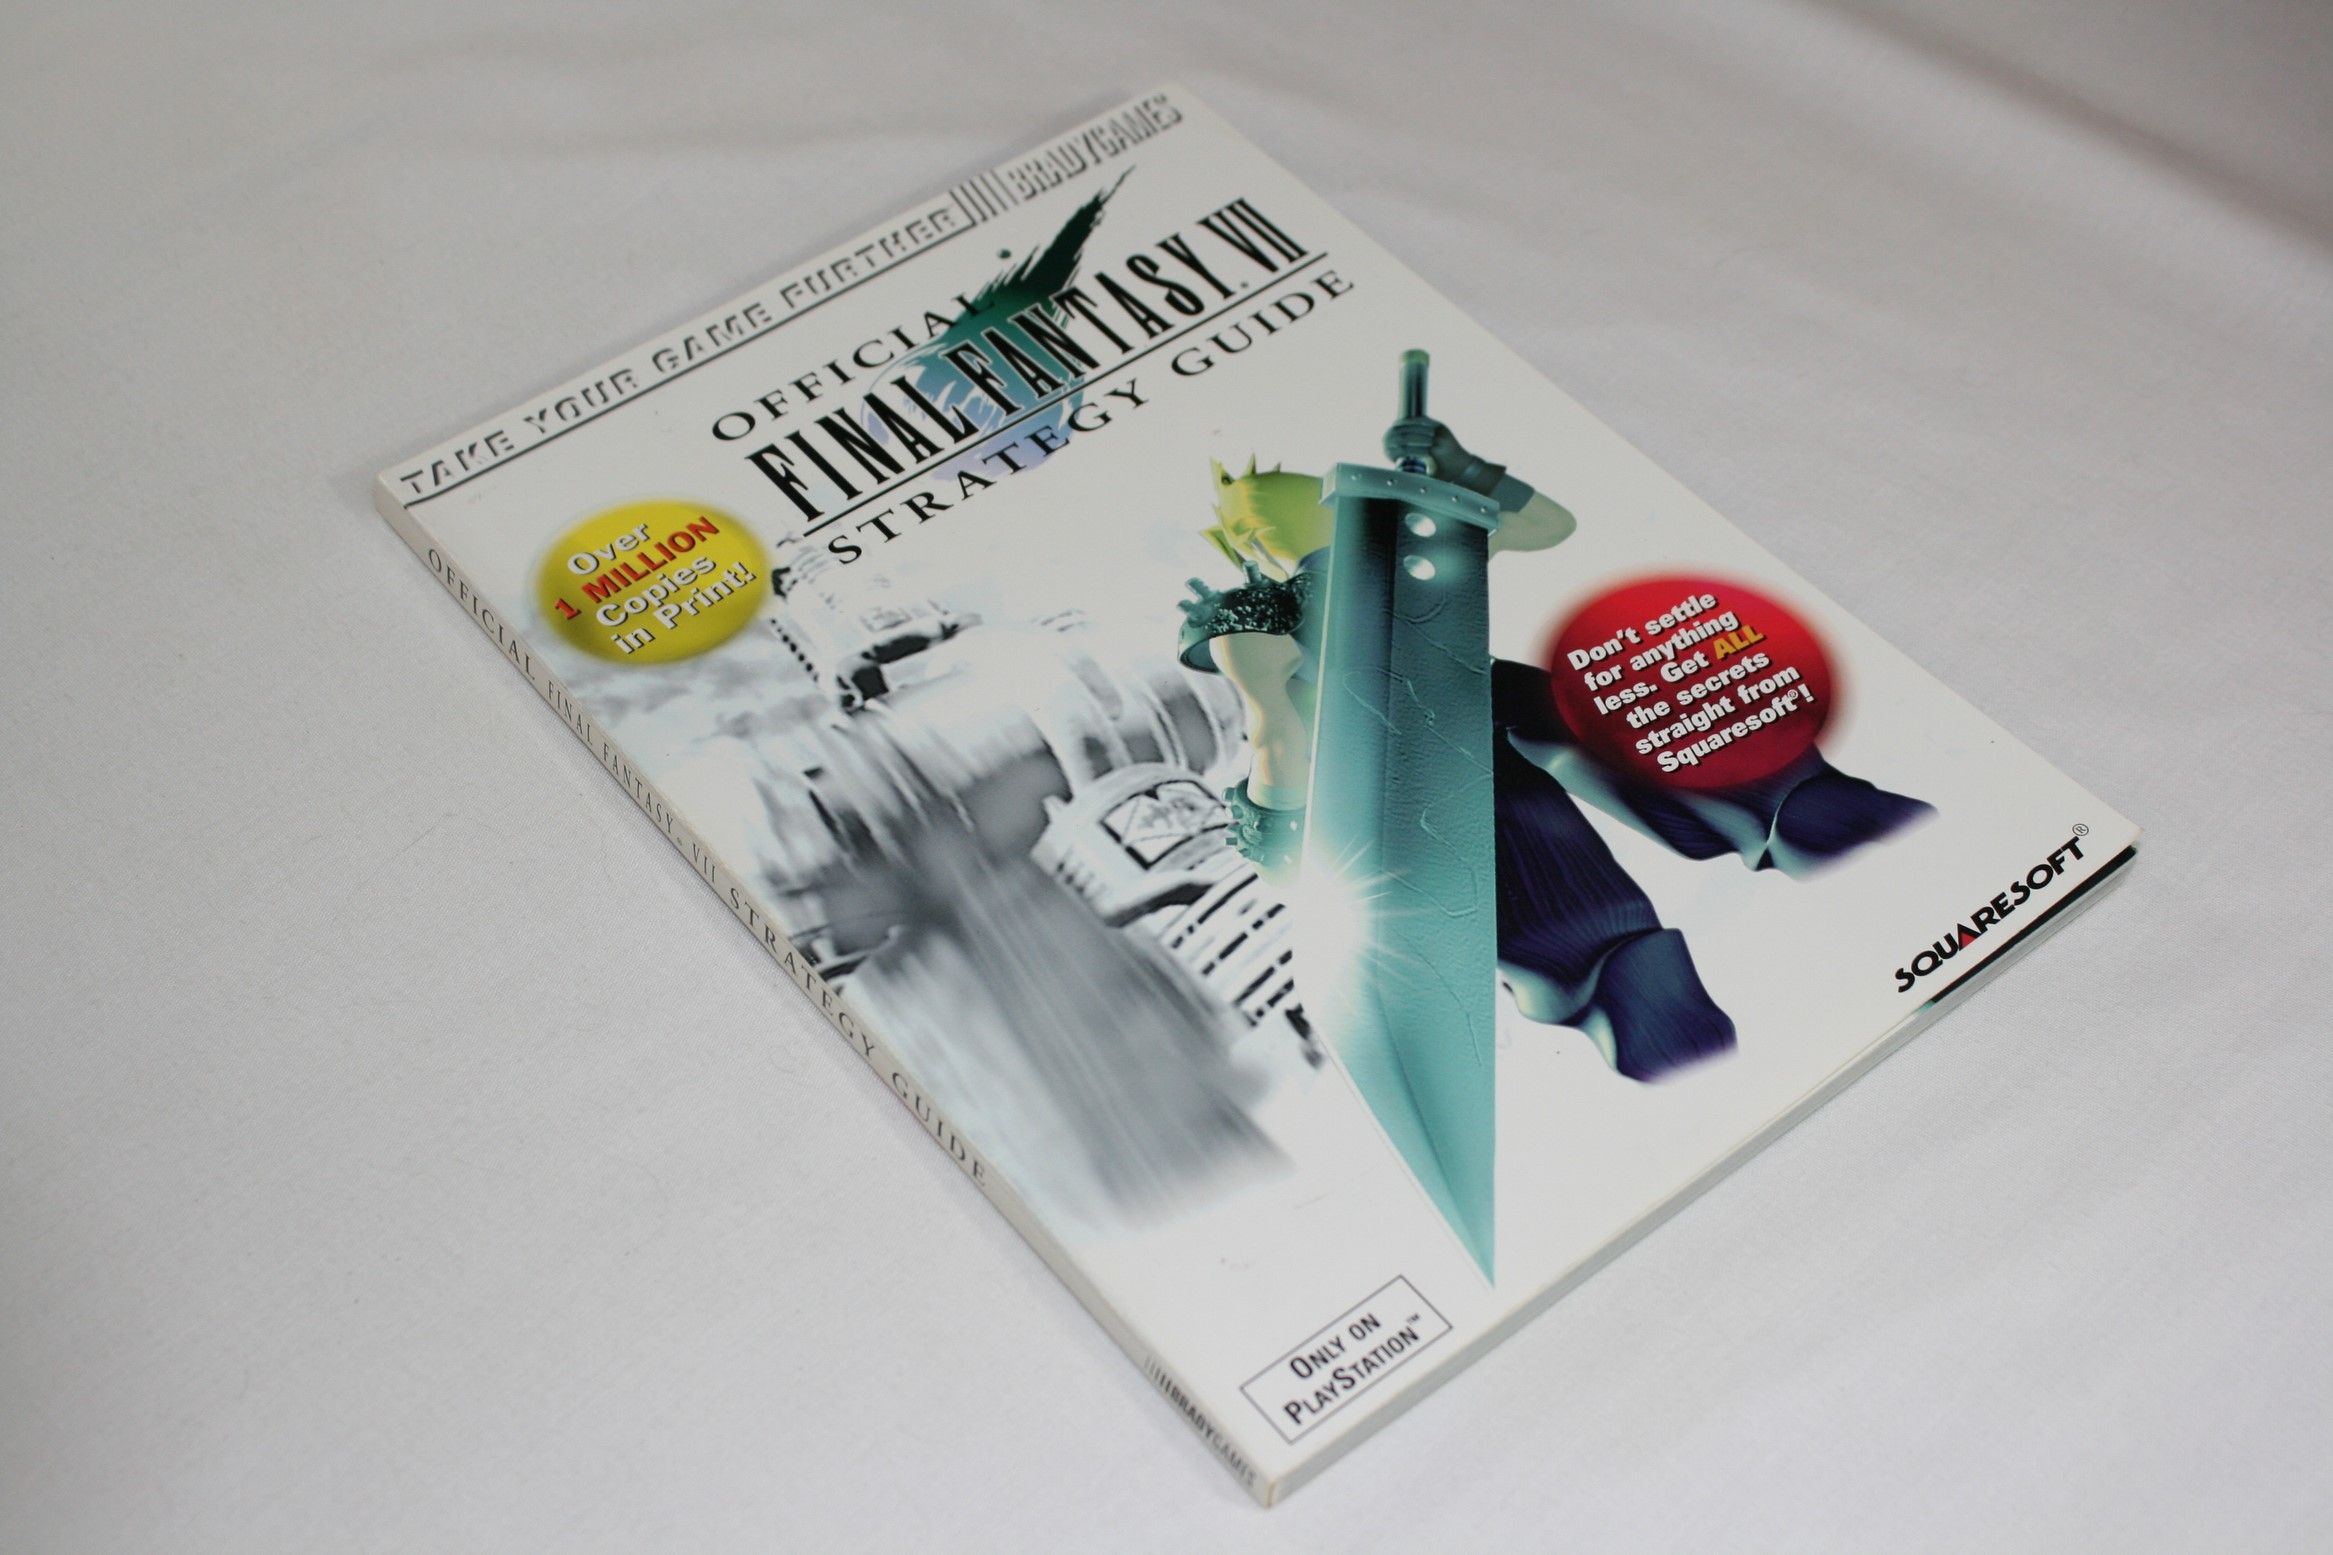 TAKE YOUR GAME FURTHER BRADYGAMES
OFFICIAL
FINAL FANTASY® VII
STRATEGY GUIDE
Over
1 MILLION
Copies
in Print!
Don't settle
for anything
less. Get ALL
the secrets
straight from
Squaresoft®!
SQUARESOFT®
ONLY ON
PLAYSTATION™
OFFICIAL FINAL FANTASY® VII STRATEGY GUIDE
BRADYGAMES